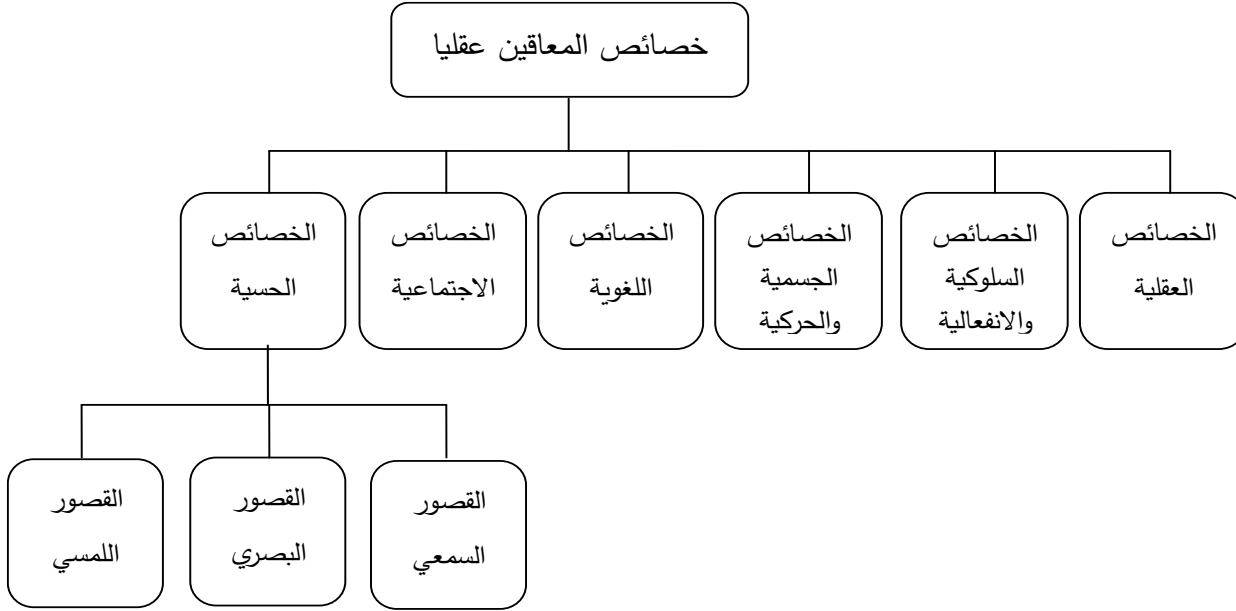 خصائص المعاقين عقليا
الخصائص
العقلية
الخصائص
السلوكية
والانفعالية
الخصائص
الجسمية
والحركية
الخصائص
اللغوية
الخصائص
الاجتماعية
الخصائص
الحسية
القصور
السمعي
القصور
البصري
القصور
اللمسي